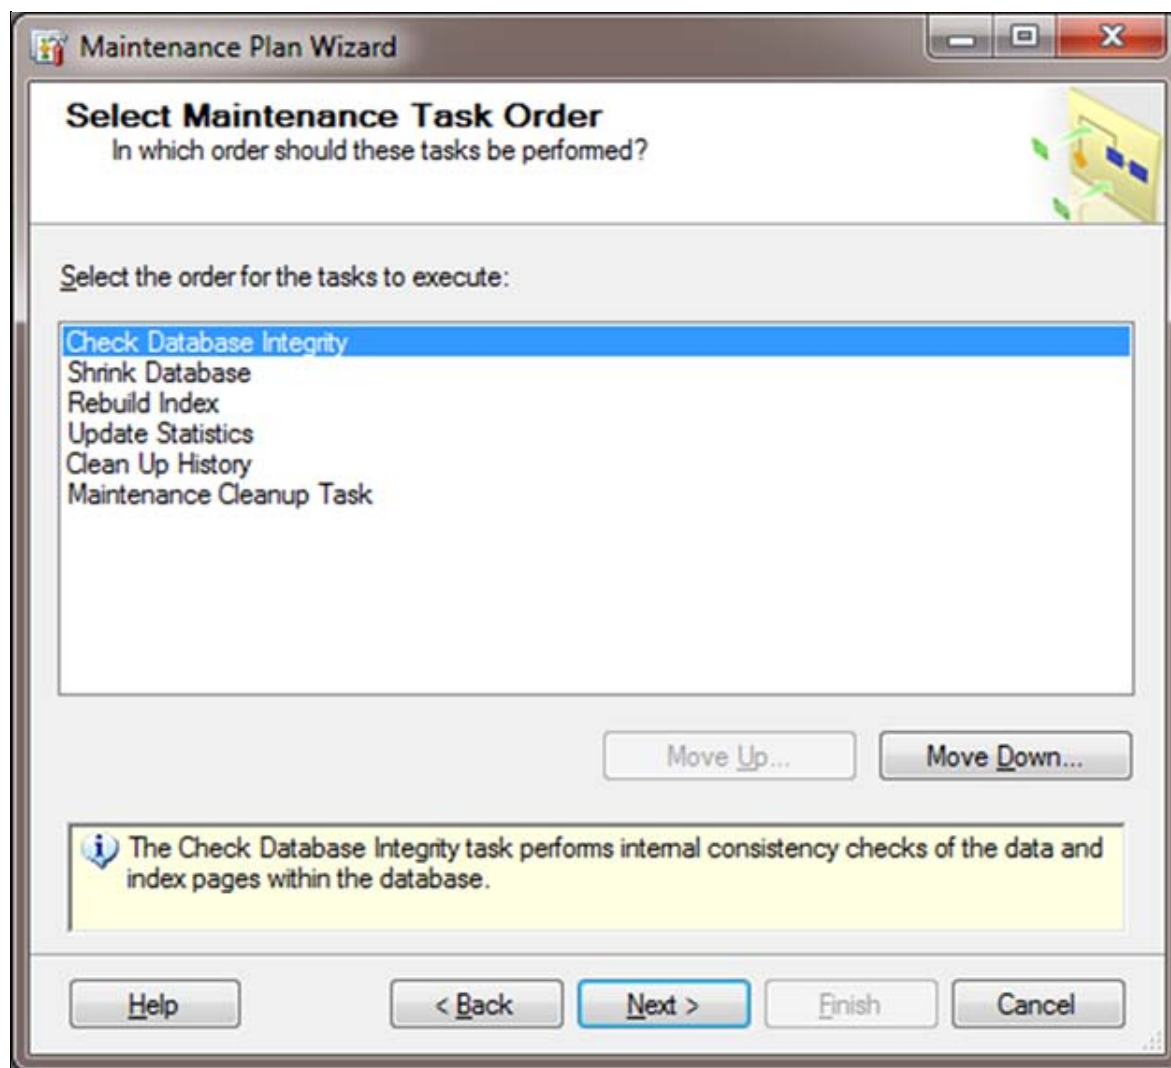 Maintenance Plan Wizard
Select Maintenance Task Order
In which order should these tasks be performed?
Select the order for the tasks to execute:
Check Database Integrity
Shrink Database
Rebuild Index
Update Statistics
Clean Up History
Maintenance Cleanup Task
Move Up...
Move Down...
The Check Database Integrity task performs internal consistency checks of the data and
index pages within the database.
Help
< Back
Next >
Finish
Cancel